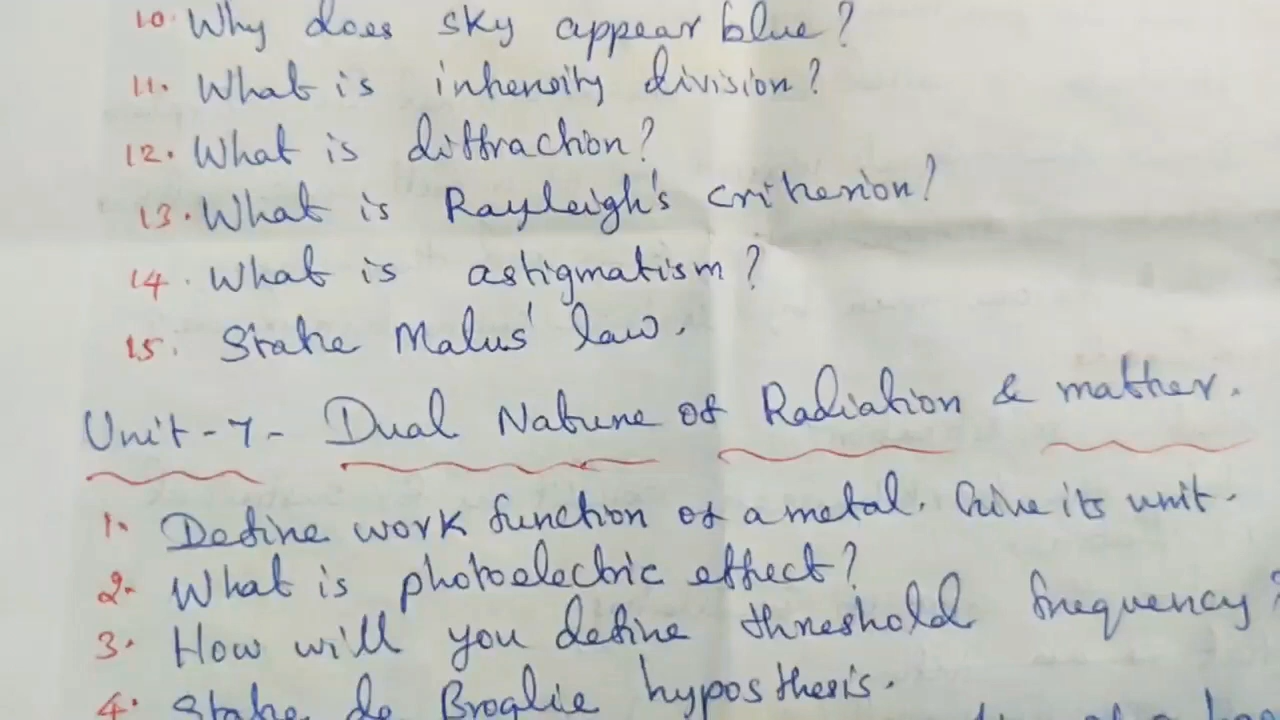 10. Why does sky appear blue?
11. What is intensity division?
12. What is diffraction?
13. What is Rayleigh's criterion?
14. What is astigmatism?
15. State Malus' law.
Unit-7- Dual Nature of Radiation & matter.
1. Define work function of a metal. Give its unit.
2. What is photoelectric effect?
3. How will you define threshold frequency?
4. State de Broglie hyposthesis.